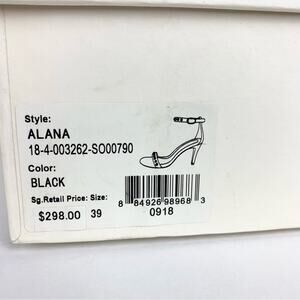 Style:
ALANA
18-4-003262-SO00790
Color:
BLACK
Sg.Retail Price: Size:
$298.00 39
8 84926 98968 3
0918